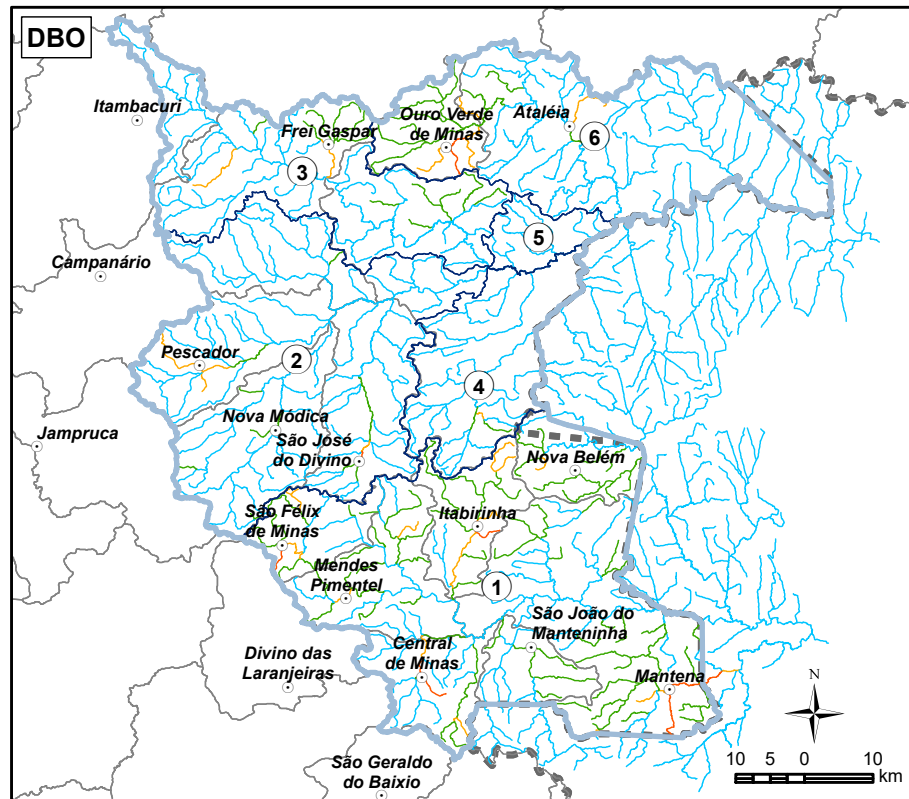 DBO
Itambacuri
Frei Gaspar
Ouro Verde
de Minas
Ataléia
6
3
5
Campanário
Pescador
2
4
Nova Módica
Jampruca
São José
do Divino
Nova Belém
São Félix
de Minas
Itabirinha
Mendes
Pimentel
1
São João do
Manteninha
Divino das
Laranjeiras
Central
de Minas
Mantena
N
São Geraldo
do Baixio
10 5 0 10
km